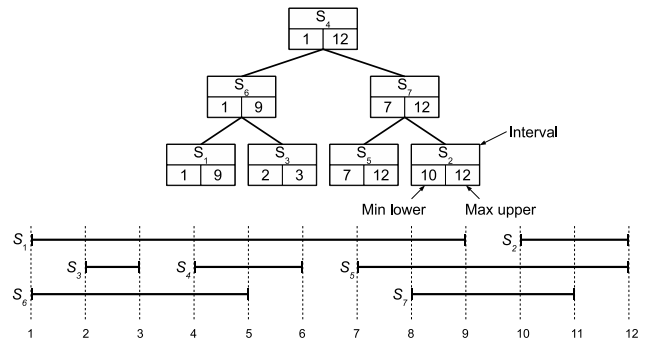 S₄
1 12
S₆ S₇
1 9 7 12
Interval
S₁ S₃ S₅ S₂
1 9 2 3 7 12 10 12
Min lower Max upper
S₁ S₂
S₃ S₄ S₅
S₆ S₇
1 2 3 4 5 6 7 8 9 10 11 12